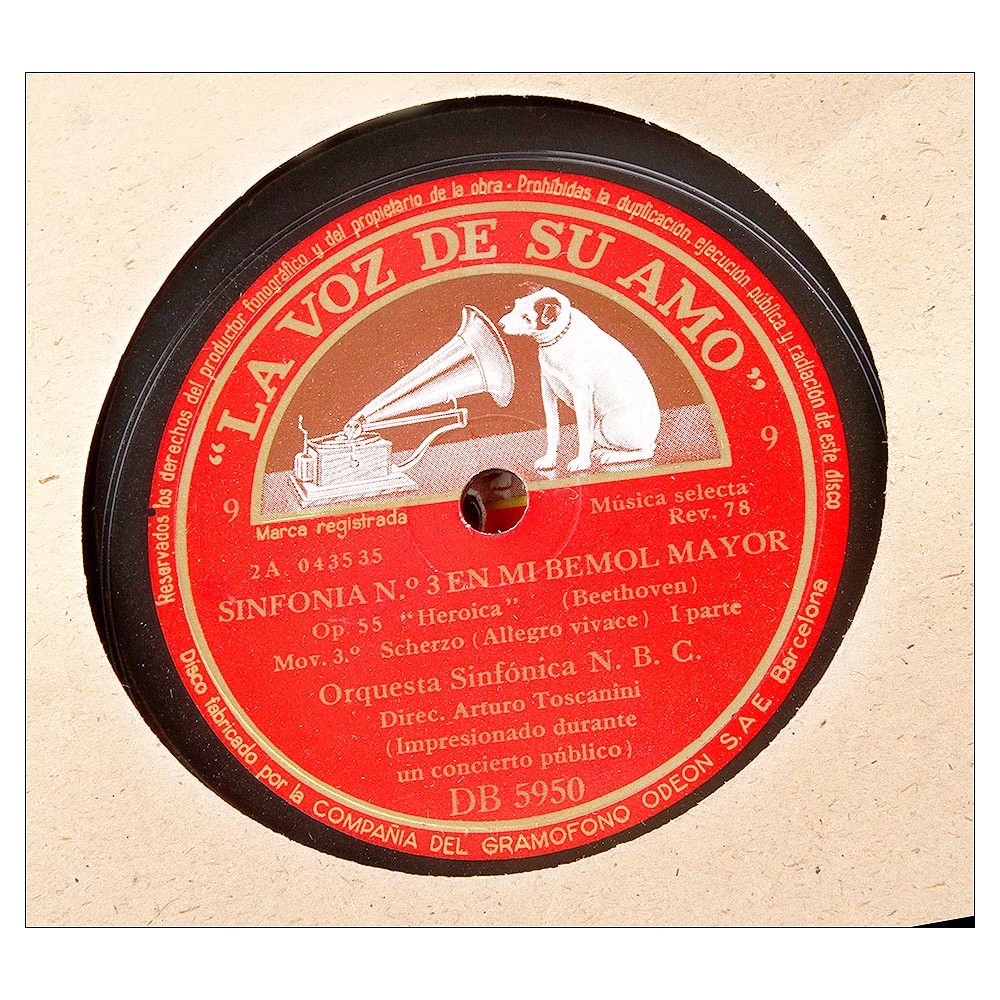 Reservados los derechos del productor fonográfico y del propietario de la obra · Prohibidas la duplicación, ejecución pública y radiación de este disco
"LA VOZ DE SU AMO"
9
9
Marca registrada
Música selecta
Rev. 78
2A 043535
SINFONIA N.º 3 EN MI BEMOL MAYOR
Op. 55 "Heroica" (Beethoven)
Mov. 3.º Scherzo (Allegro vivace) I parte
Orquesta Sinfónica N. B. C.
Direc. Arturo Toscanini
(Impresionado durante
un concierto público)
DB 5950
Disco fabricado por la COMPAÑIA DEL GRAMOFONO ODEON S.A.E. Barcelona